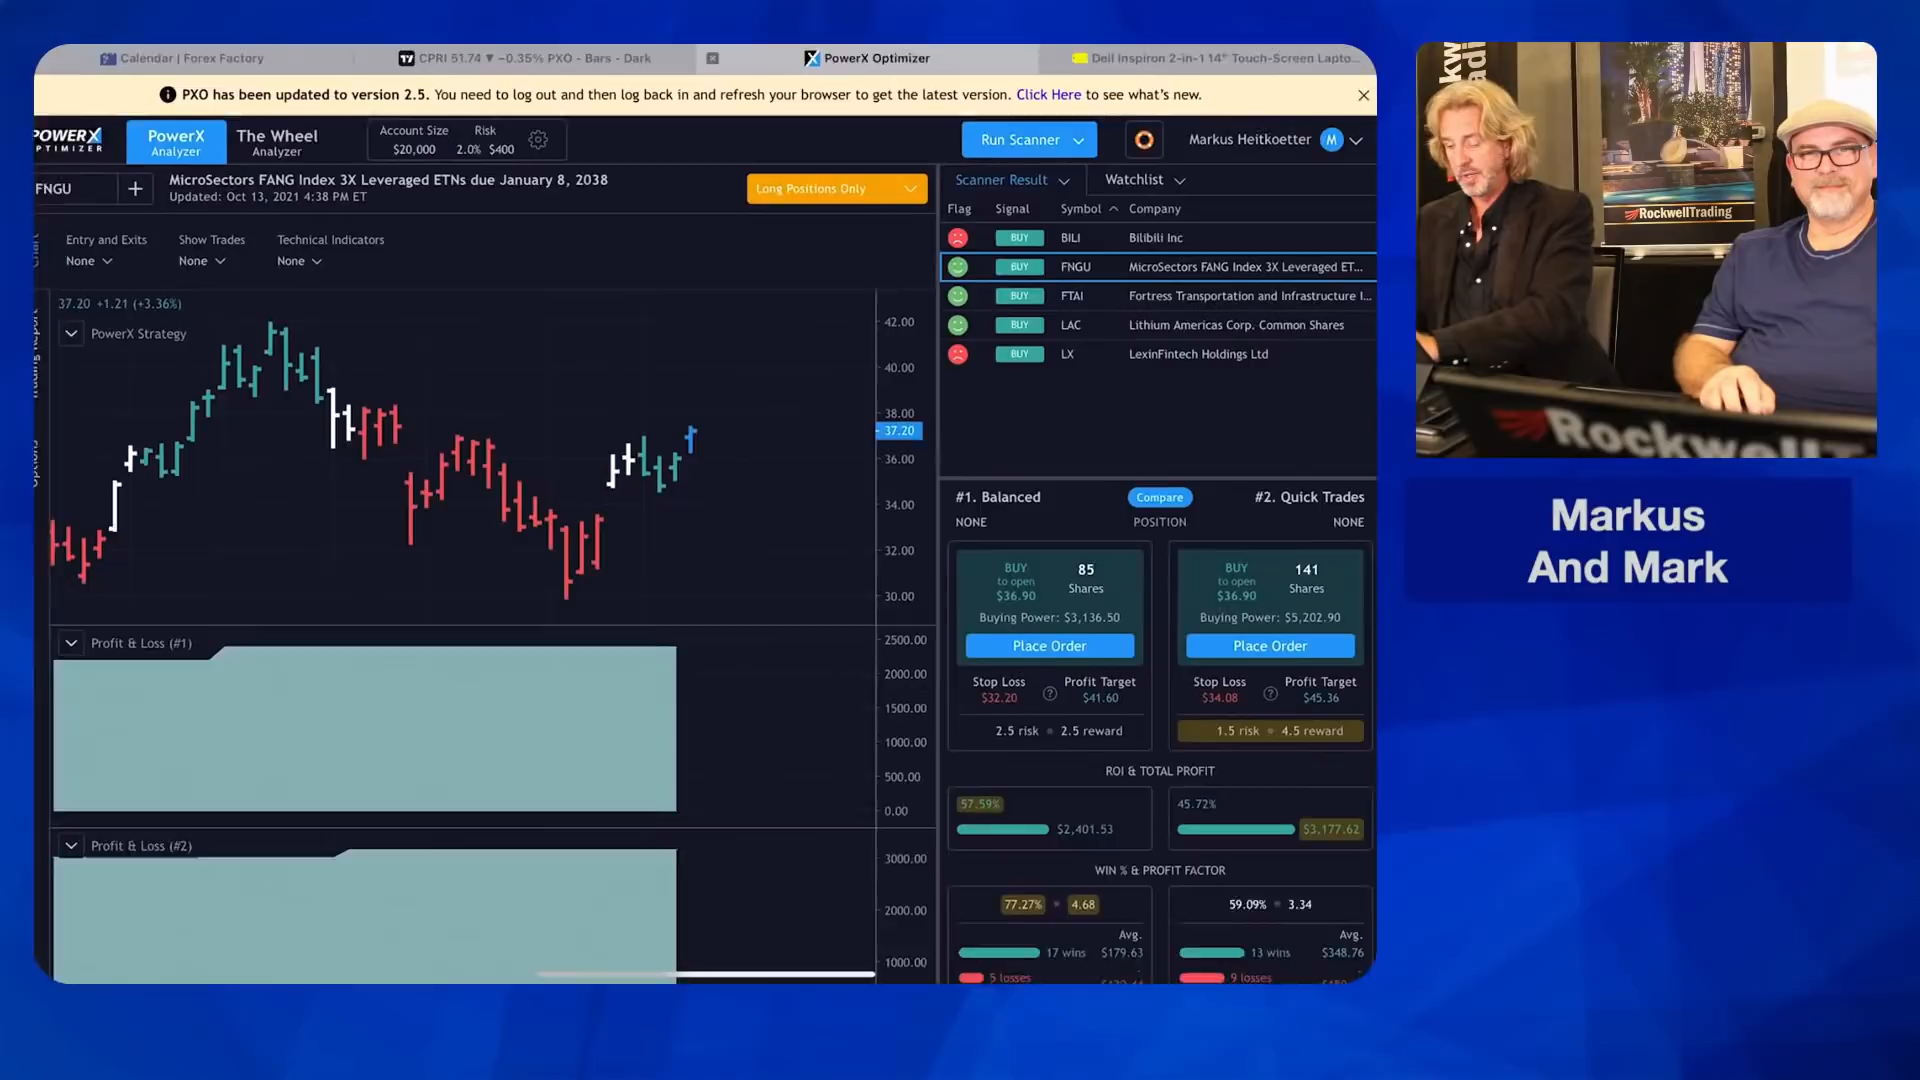 Calendar | Forex Factory
CPRI 51.74 ▼ −0.35% PXO - Bars - Dark
PowerX Optimizer
Dell Inspiron 2-in-1 14" Touch-Screen Lapto...
PXO has been updated to version 2.5. You need to log out and then log back in and refresh your browser to get the latest version. Click Here to see what's new.
POWERX
OPTIMIZER
PowerX
Analyzer
The Wheel
Analyzer
Account Size
$20,000
Risk
2.0% $400
Run Scanner
Markus Heitkoetter M
FNGU
+
MicroSectors FANG Index 3X Leveraged ETNs due January 8, 2038
Updated: Oct 13, 2021 4:38 PM ET
Long Positions Only
Scanner Result
Watchlist
Flag Signal Symbol Company
BUY BILI Bilibili Inc
BUY FNGU MicroSectors FANG Index 3X Leveraged ET...
BUY FTAI Fortress Transportation and Infrastructure I...
BUY LAC Lithium Americas Corp. Common Shares
BUY LX LexinFintech Holdings Ltd
Chart
Trading Report
Options
Entry and Exits
None
Show Trades
None
Technical Indicators
None
37.20 +1.21 (+3.36%)
PowerX Strategy
42.00
40.00
38.00
37.20
36.00
34.00
32.00
30.00
Profit & Loss (#1)
2500.00
2000.00
1500.00
1000.00
500.00
0.00
Profit & Loss (#2)
3000.00
2000.00
1000.00
#1. Balanced
Compare
#2. Quick Trades
NONE
POSITION
NONE
BUY
to open
$36.90
85
Shares
Buying Power: $3,136.50
Place Order
Stop Loss
$32.20
Profit Target
$41.60
2.5 risk = 2.5 reward
BUY
to open
$36.90
141
Shares
Buying Power: $5,202.90
Place Order
Stop Loss
$34.08
Profit Target
$45.36
1.5 risk = 4.5 reward
ROI & TOTAL PROFIT
57.59%
$2,401.53
45.72%
$3,177.62
WIN % & PROFIT FACTOR
77.27% = 4.68
Avg.
17 wins $179.63
5 losses
59.09% = 3.34
Avg.
13 wins $348.76
9 losses
RockwellTrading
RockwellTra
Markus
And Mark